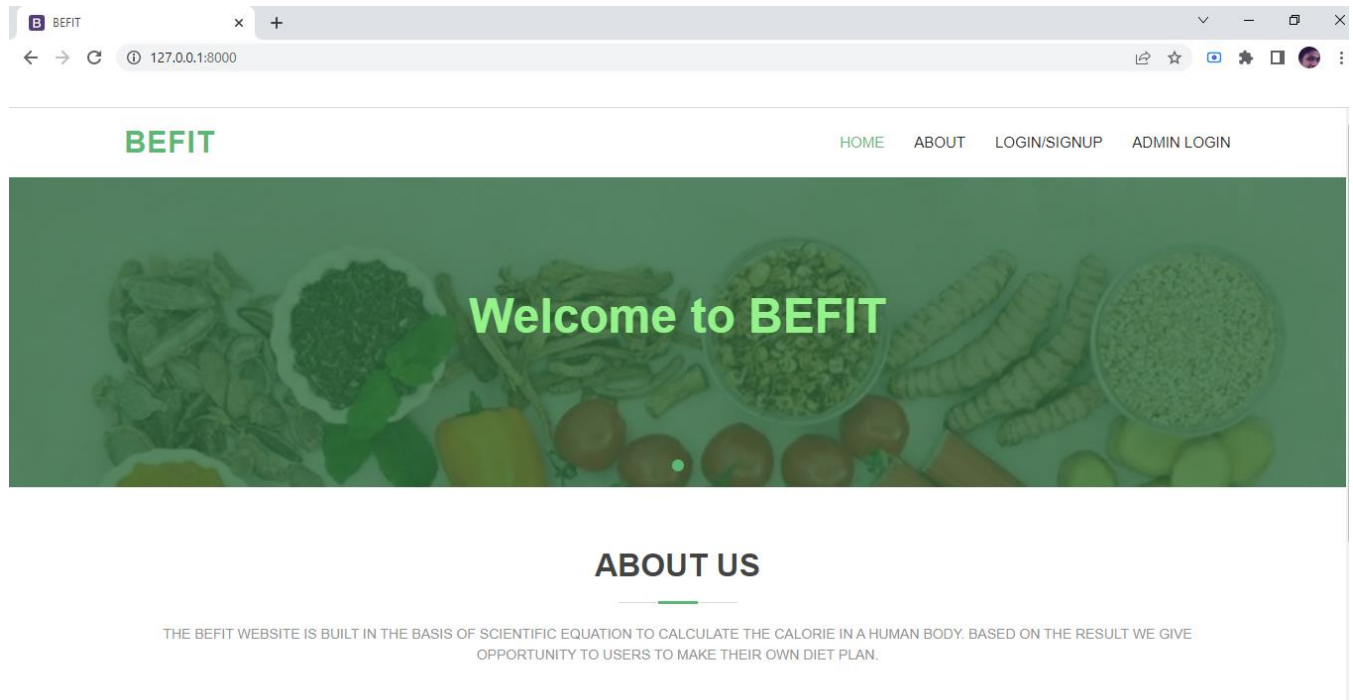 B BEFIT
127.0.0.1:8000
BEFIT
HOME ABOUT LOGIN/SIGNUP ADMIN LOGIN
Welcome to BEFIT
ABOUT US
THE BEFIT WEBSITE IS BUILT IN THE BASIS OF SCIENTIFIC EQUATION TO CALCULATE THE CALORIE IN A HUMAN BODY. BASED ON THE RESULT WE GIVE
OPPORTUNITY TO USERS TO MAKE THEIR OWN DIET PLAN.